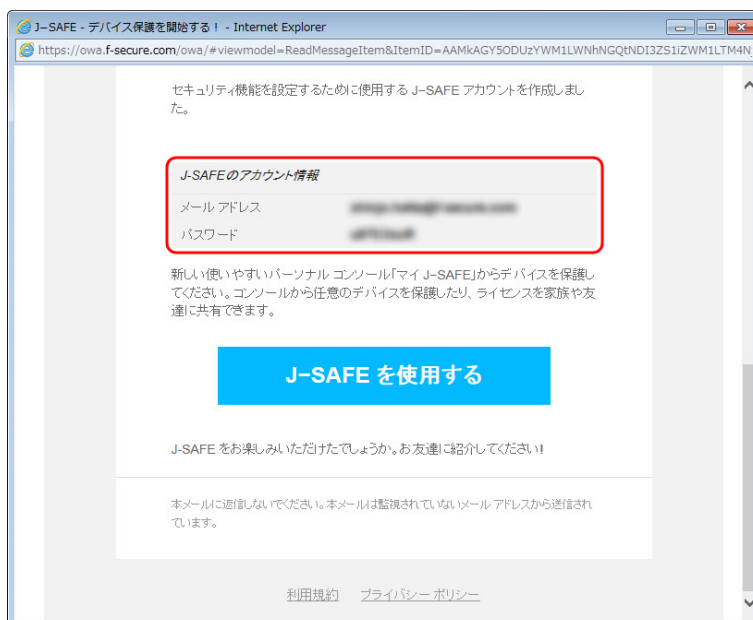 J-SAFE - デバイス保護を開始する! - Internet Explorer
https://owa.f-secure.com/owa/#viewmodel=ReadMessageItem&ItemID=AAMkAGY5ODUzYWM1LWNhNGQtNDI3ZS1iZWM1LTM4N
セキュリティ機能を設定するために使用する J-SAFE アカウントを作成しまし
た。
J-SAFEのアカウント情報
メール アドレス
パスワード
新しい使いやすいパーソナル コンソール「マイ J-SAFE」からデバイスを保護し
てください。コンソールから任意のデバイスを保護したり、ライセンスを家族や友
達に共有できます。
J-SAFE を使用する
J-SAFE をお楽しみいただけたでしょうか。お友達に紹介してください!
本メールに返信しないでください。本メールは監視されていないメール アドレスから送信され
ています。
利用規約 プライバシー ポリシー